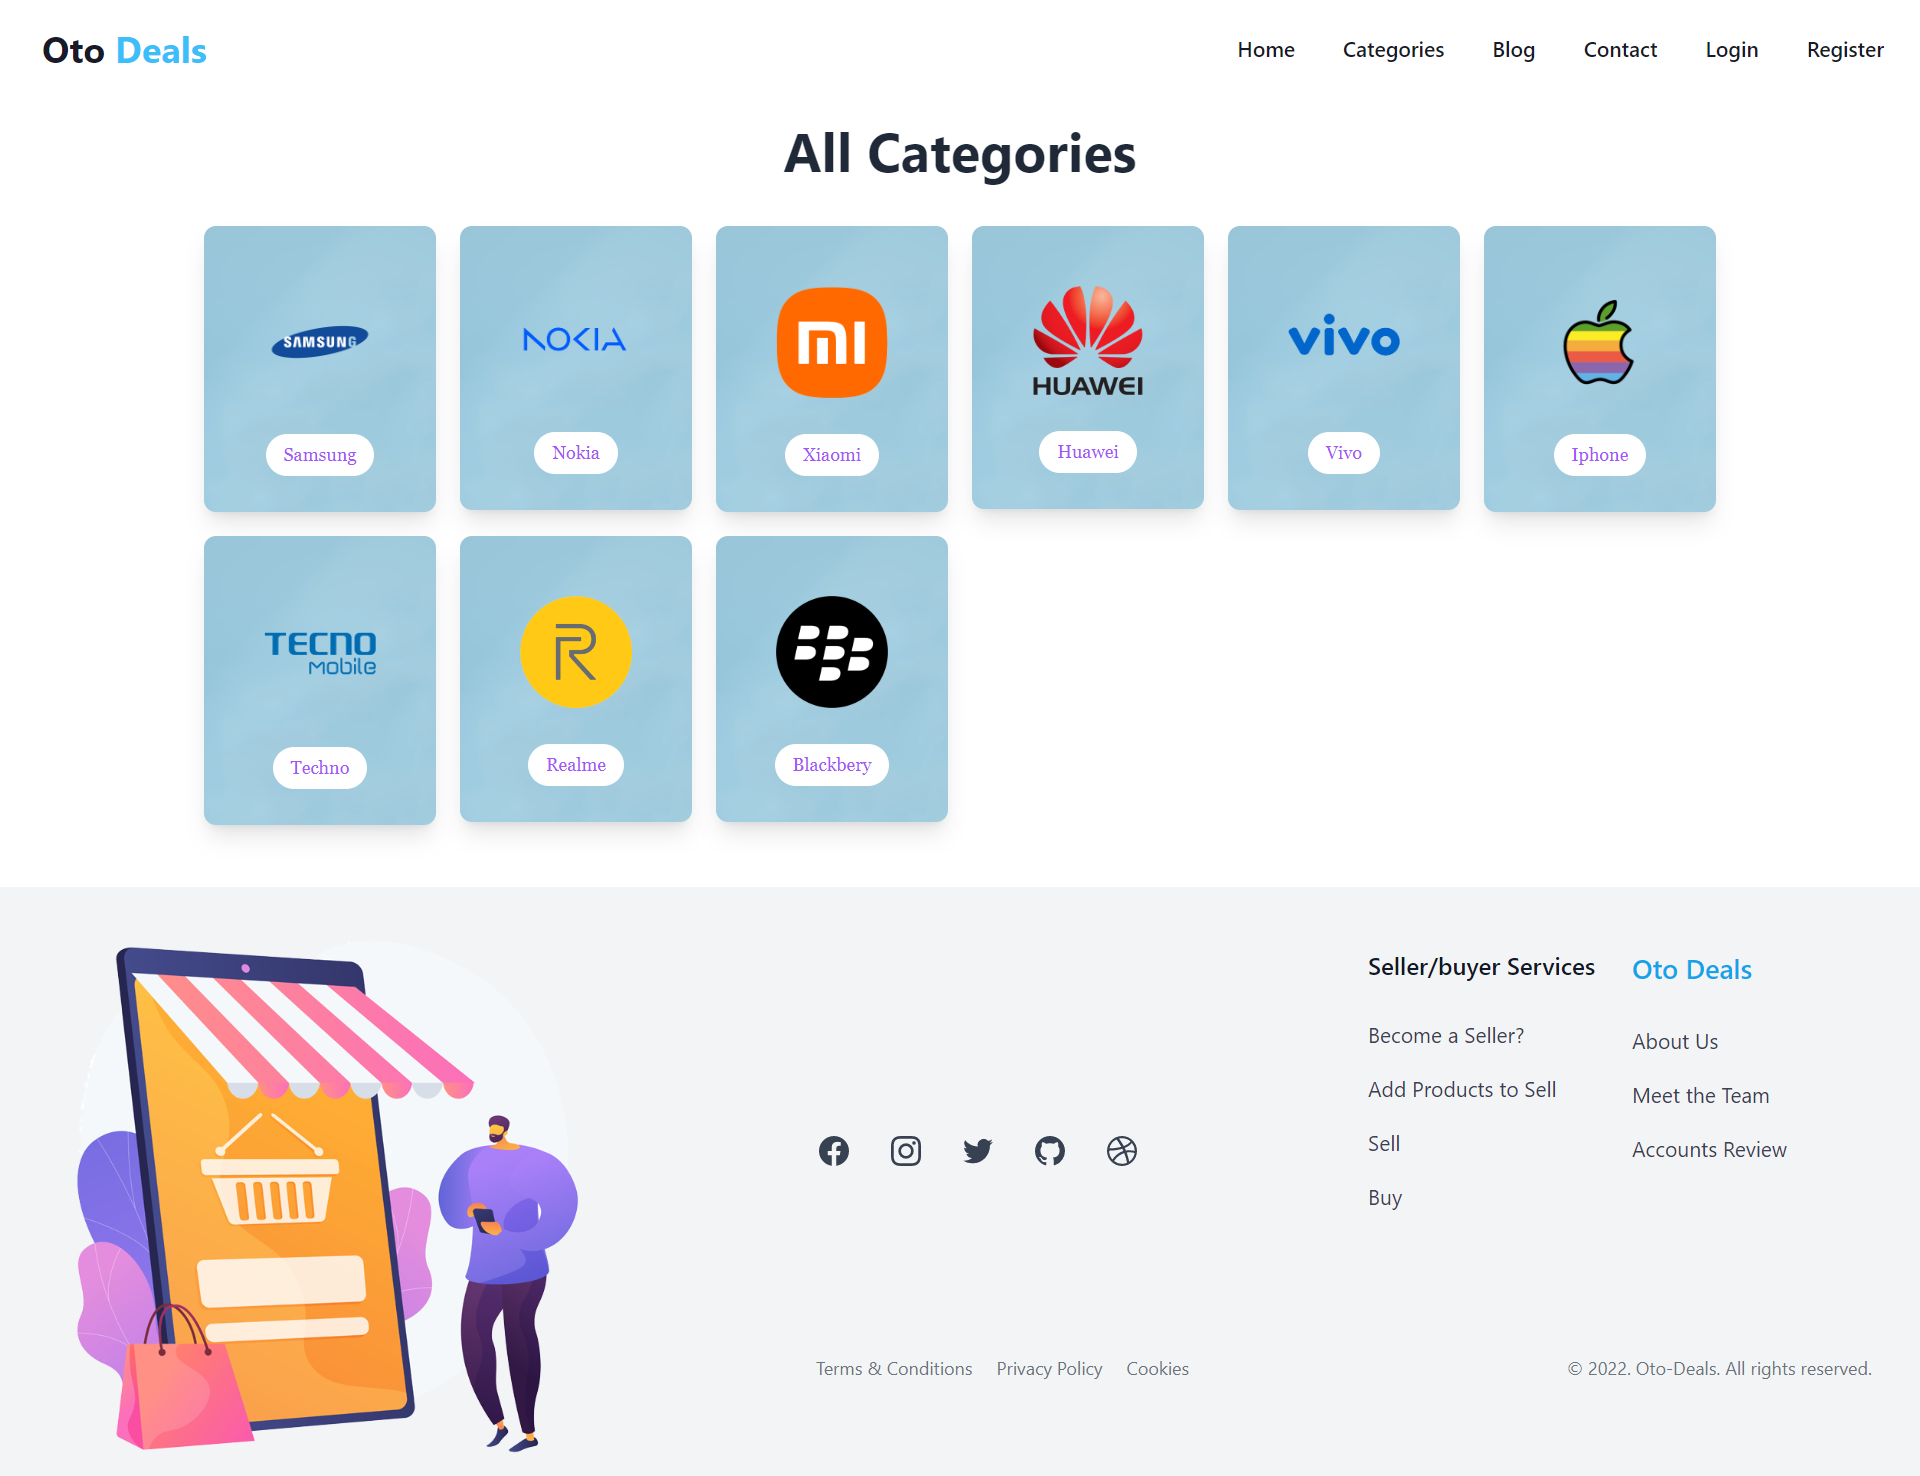 Oto Deals
Home Categories Blog Contact Login Register
All Categories
SAMSUNG
NOKIA
mi
HUAWEI
vivo
Samsung
Nokia
Xiaomi
Huawei
Vivo
Iphone
TECNO
mobile
R
Techno
Realme
Blackbery
Seller/buyer Services
Become a Seller?
Add Products to Sell
Sell
Buy
Oto Deals
About Us
Meet the Team
Accounts Review
Terms & Conditions Privacy Policy Cookies
© 2022. Oto-Deals. All rights reserved.